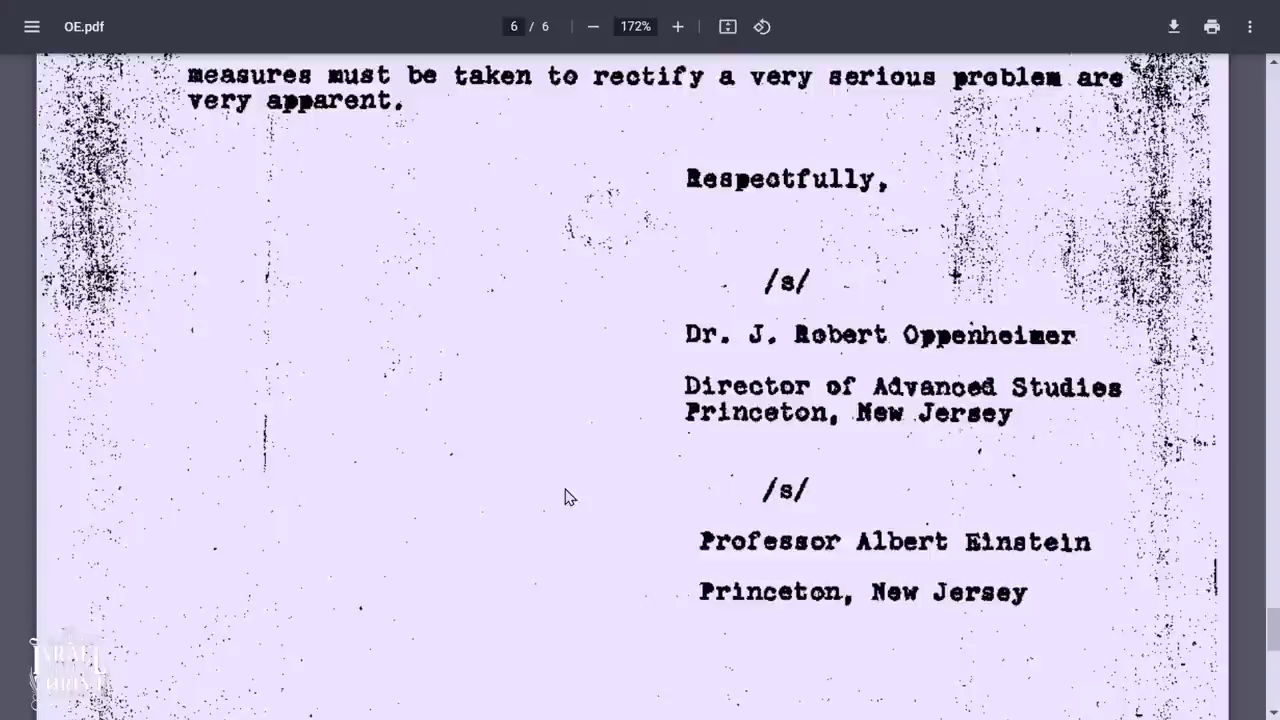 OE.pdf
6 / 6
172%
measures must be taken to rectify a very serious problem are
very apparent.
Respectfully,
/s/
Dr. J. Robert Oppenheimer
Director of Advanced Studies
Princeton, New Jersey
/s/
Professor Albert Einstein
Princeton, New Jersey
ISRAEL